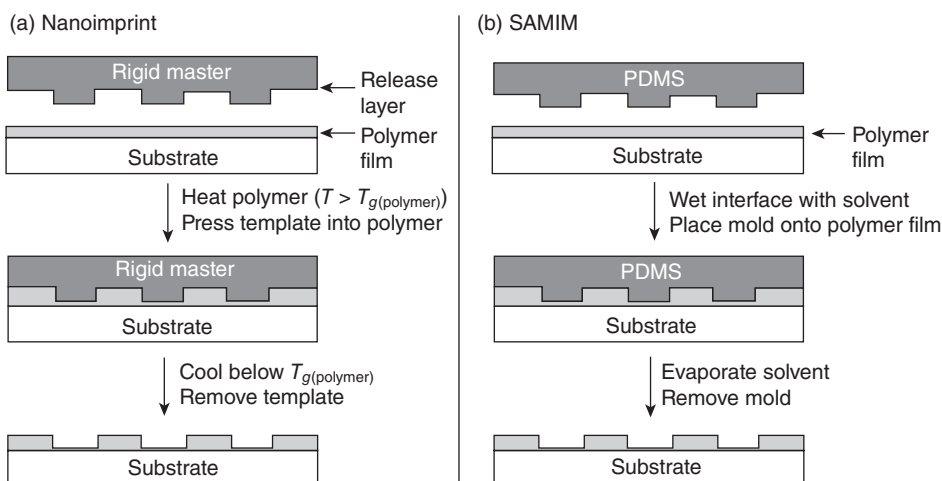 (a) Nanoimprint
Rigid master
Release
layer
Polymer
film
Substrate
Heat polymer (T > Tg(polymer))
Press template into polymer
Rigid master
Substrate
Cool below Tg(polymer)
Remove template
Substrate
(b) SAMIM
PDMS
Polymer
film
Substrate
Wet interface with solvent
Place mold onto polymer film
PDMS
Substrate
Evaporate solvent
Remove mold
Substrate